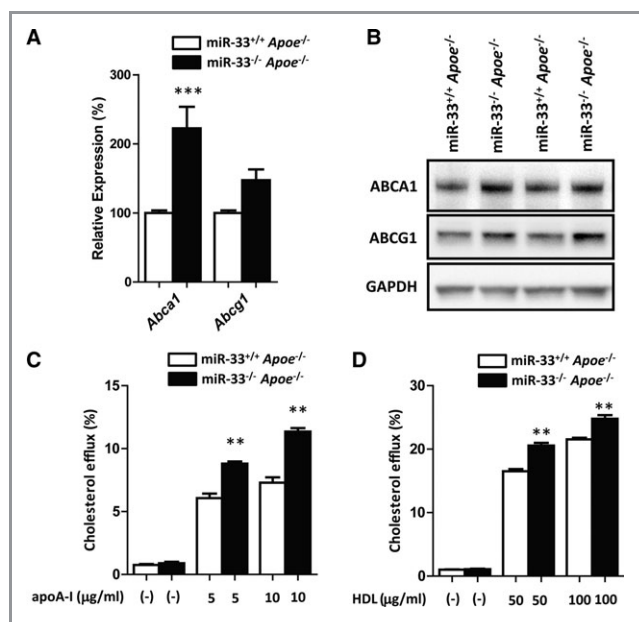 A
miR-33+/+ Apoe-/-
miR-33-/- Apoe-/-
Relative Expression (%)
300
200
100
0
***
Abca1
Abcg1
B
miR-33+/+ Apoe-/-
miR-33-/- Apoe-/-
miR-33+/+ Apoe-/-
miR-33-/- Apoe-/-
ABCA1
ABCG1
GAPDH
C
miR-33+/+ Apoe-/-
miR-33-/- Apoe-/-
Cholesterol efflux (%)
15
10
5
0
**
**
apoA-I (µg/ml) (-) (-) 5 5 10 10
D
miR-33+/+ Apoe-/-
miR-33-/- Apoe-/-
Cholesterol efflux (%)
30
20
10
0
**
**
HDL (µg/ml) (-) (-) 50 50 100 100